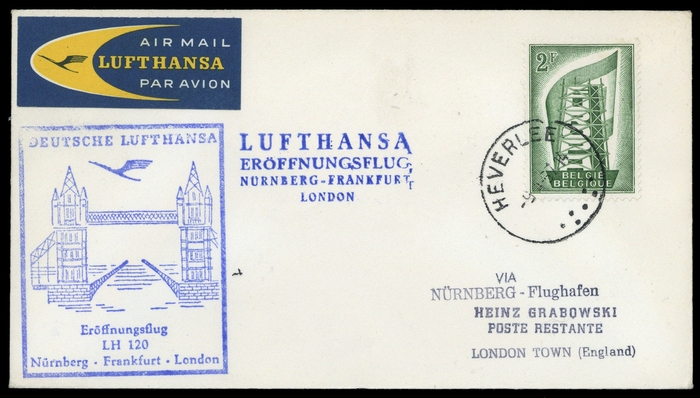 AIR MAIL
LUFTHANSA
PAR AVION
DEUTSCHE LUFTHANSA
Eröffnungsflug
LH 120
Nürnberg - Frankfurt - London
LUFTHANSA
ERÖFFNUNGSFLUG
NÜRNBERG-FRANKFURT
LONDON
2F
BELGIË
BELGIQUE
HEVERLEE
VIA
NÜRNBERG - Flughafen
HEINZ GRABOWSKI
POSTE RESTANTE
LONDON TOWN (England)